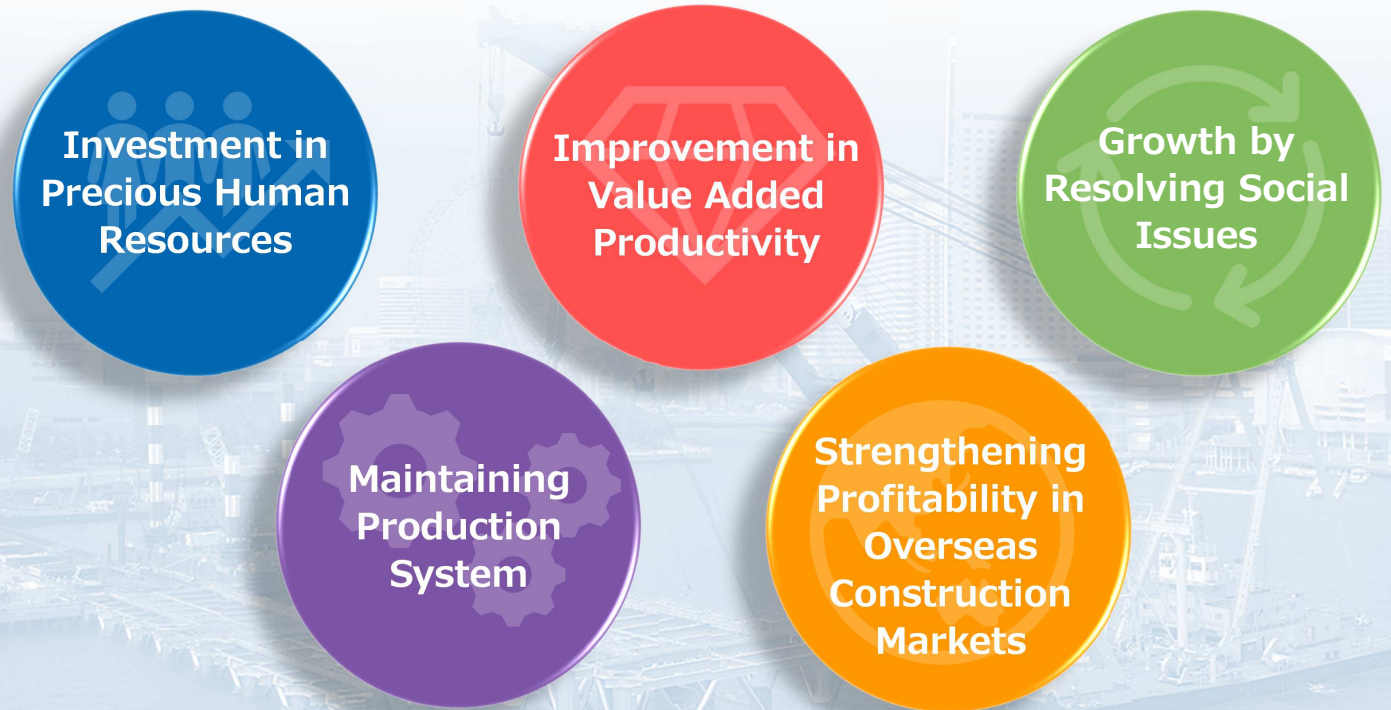 Investment in
Precious Human
Resources
Improvement in
Value Added
Productivity
Growth by
Resolving Social
Issues
Maintaining
Production
System
Strengthening
Profitability in
Overseas
Construction
Markets